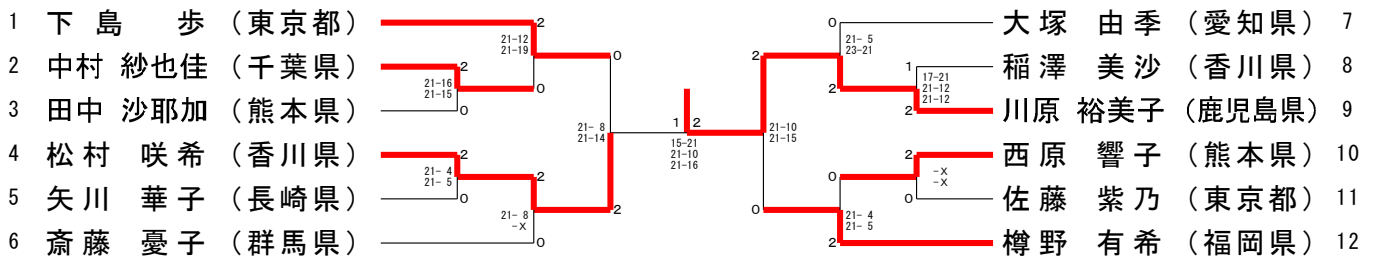 1 下島 歩 (東京都)
2 中村 紗也佳 (千葉県)
3 田中 沙耶加 (熊本県)
4 松村 咲希 (香川県)
5 矢川 華子 (長崎県)
6 斎藤 憂子 (群馬県)
2
21-12
21-19
0
2
21-16
21-15
0
0
21- 8
21-14
2
2
21- 4
21- 5
0
2
21- 8
-X
0
1 2
15-21
21-10
21-16
2
21-10
21-15
0
0
21- 5
23-21
2
1
17-21
21-12
21-12
2
0
21- 4
21- 5
2
2
-X
-X
0
大塚 由季 (愛知県) 7
稲澤 美沙 (香川県) 8
川原 裕美子 (鹿児島県) 9
西原 響子 (熊本県) 10
佐藤 紫乃 (東京都) 11
樽野 有希 (福岡県) 12